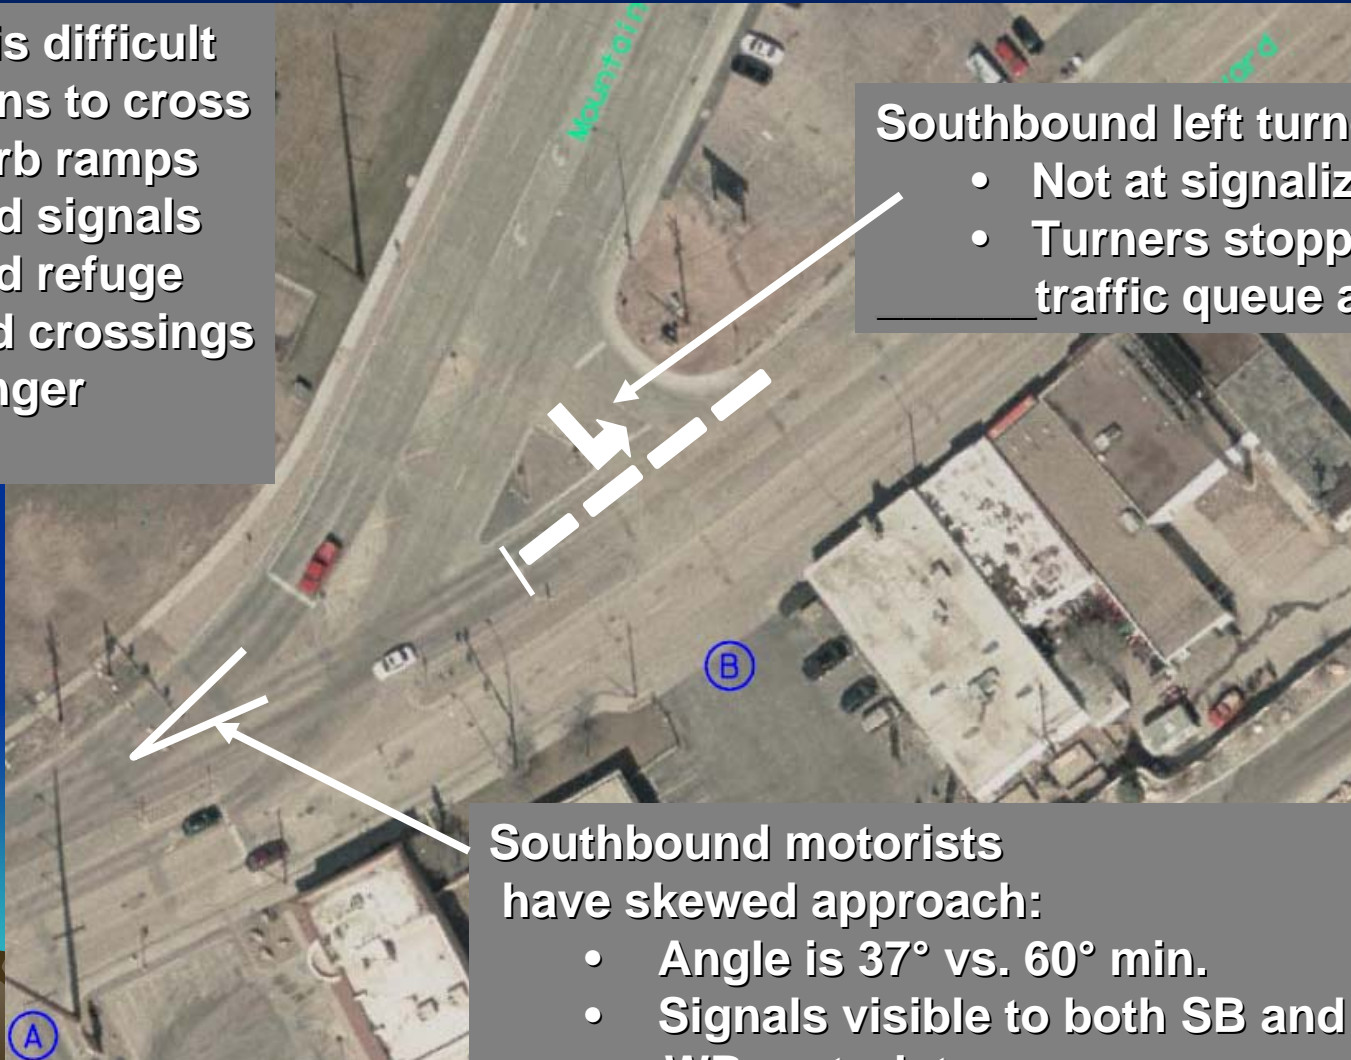 is difficult
ns to cross
rb ramps
d signals
d refuge
d crossings
nger
Mountain
ard
Southbound left turn
• Not at signaliz
• Turners stopp
______traffic queue a
B
Southbound motorists
have skewed approach:
• Angle is 37° vs. 60° min.
• Signals visible to both SB and
A